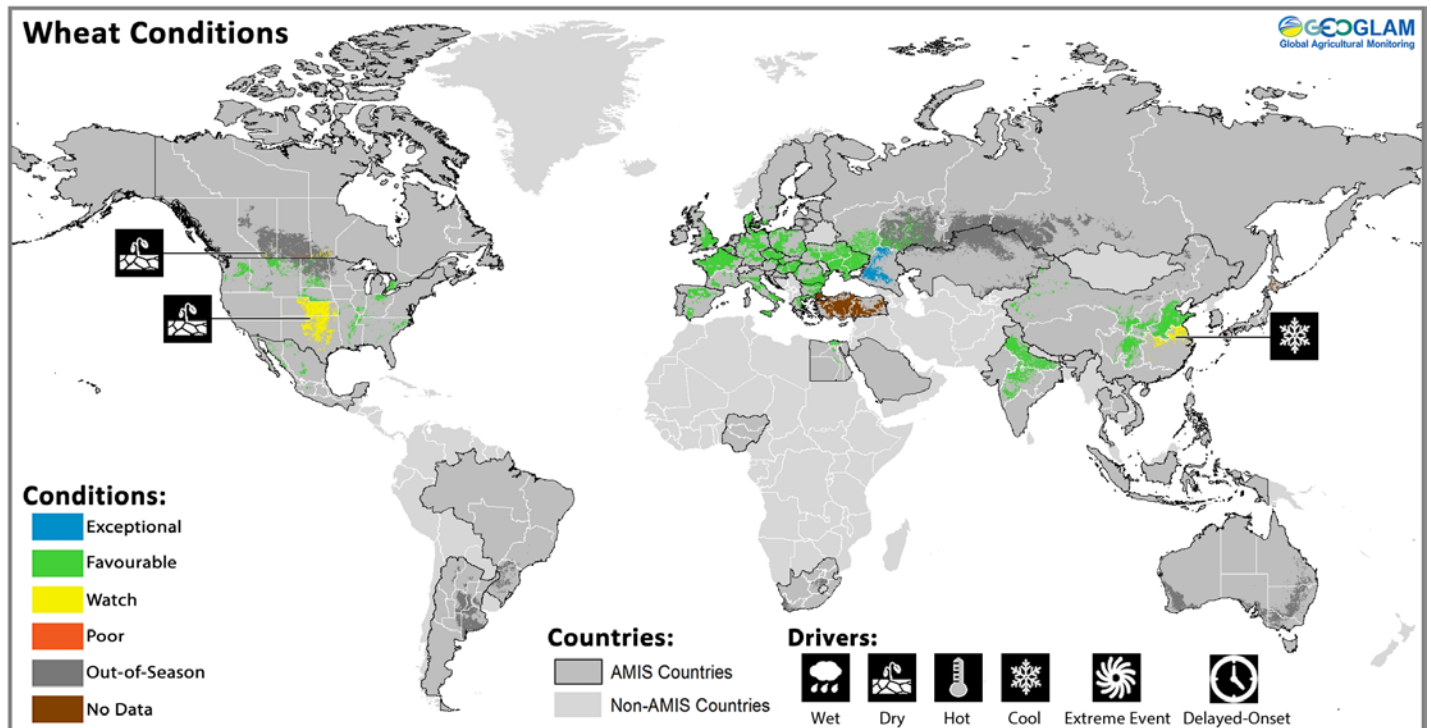 Wheat Conditions
GEOGLAM
Global Agricultural Monitoring
Conditions:
Exceptional
Favourable
Watch
Poor
Out-of-Season
No Data
Countries:
AMIS Countries
Non-AMIS Countries
Drivers:
Wet
Dry
Hot
Cool
Extreme Event
Delayed-Onset